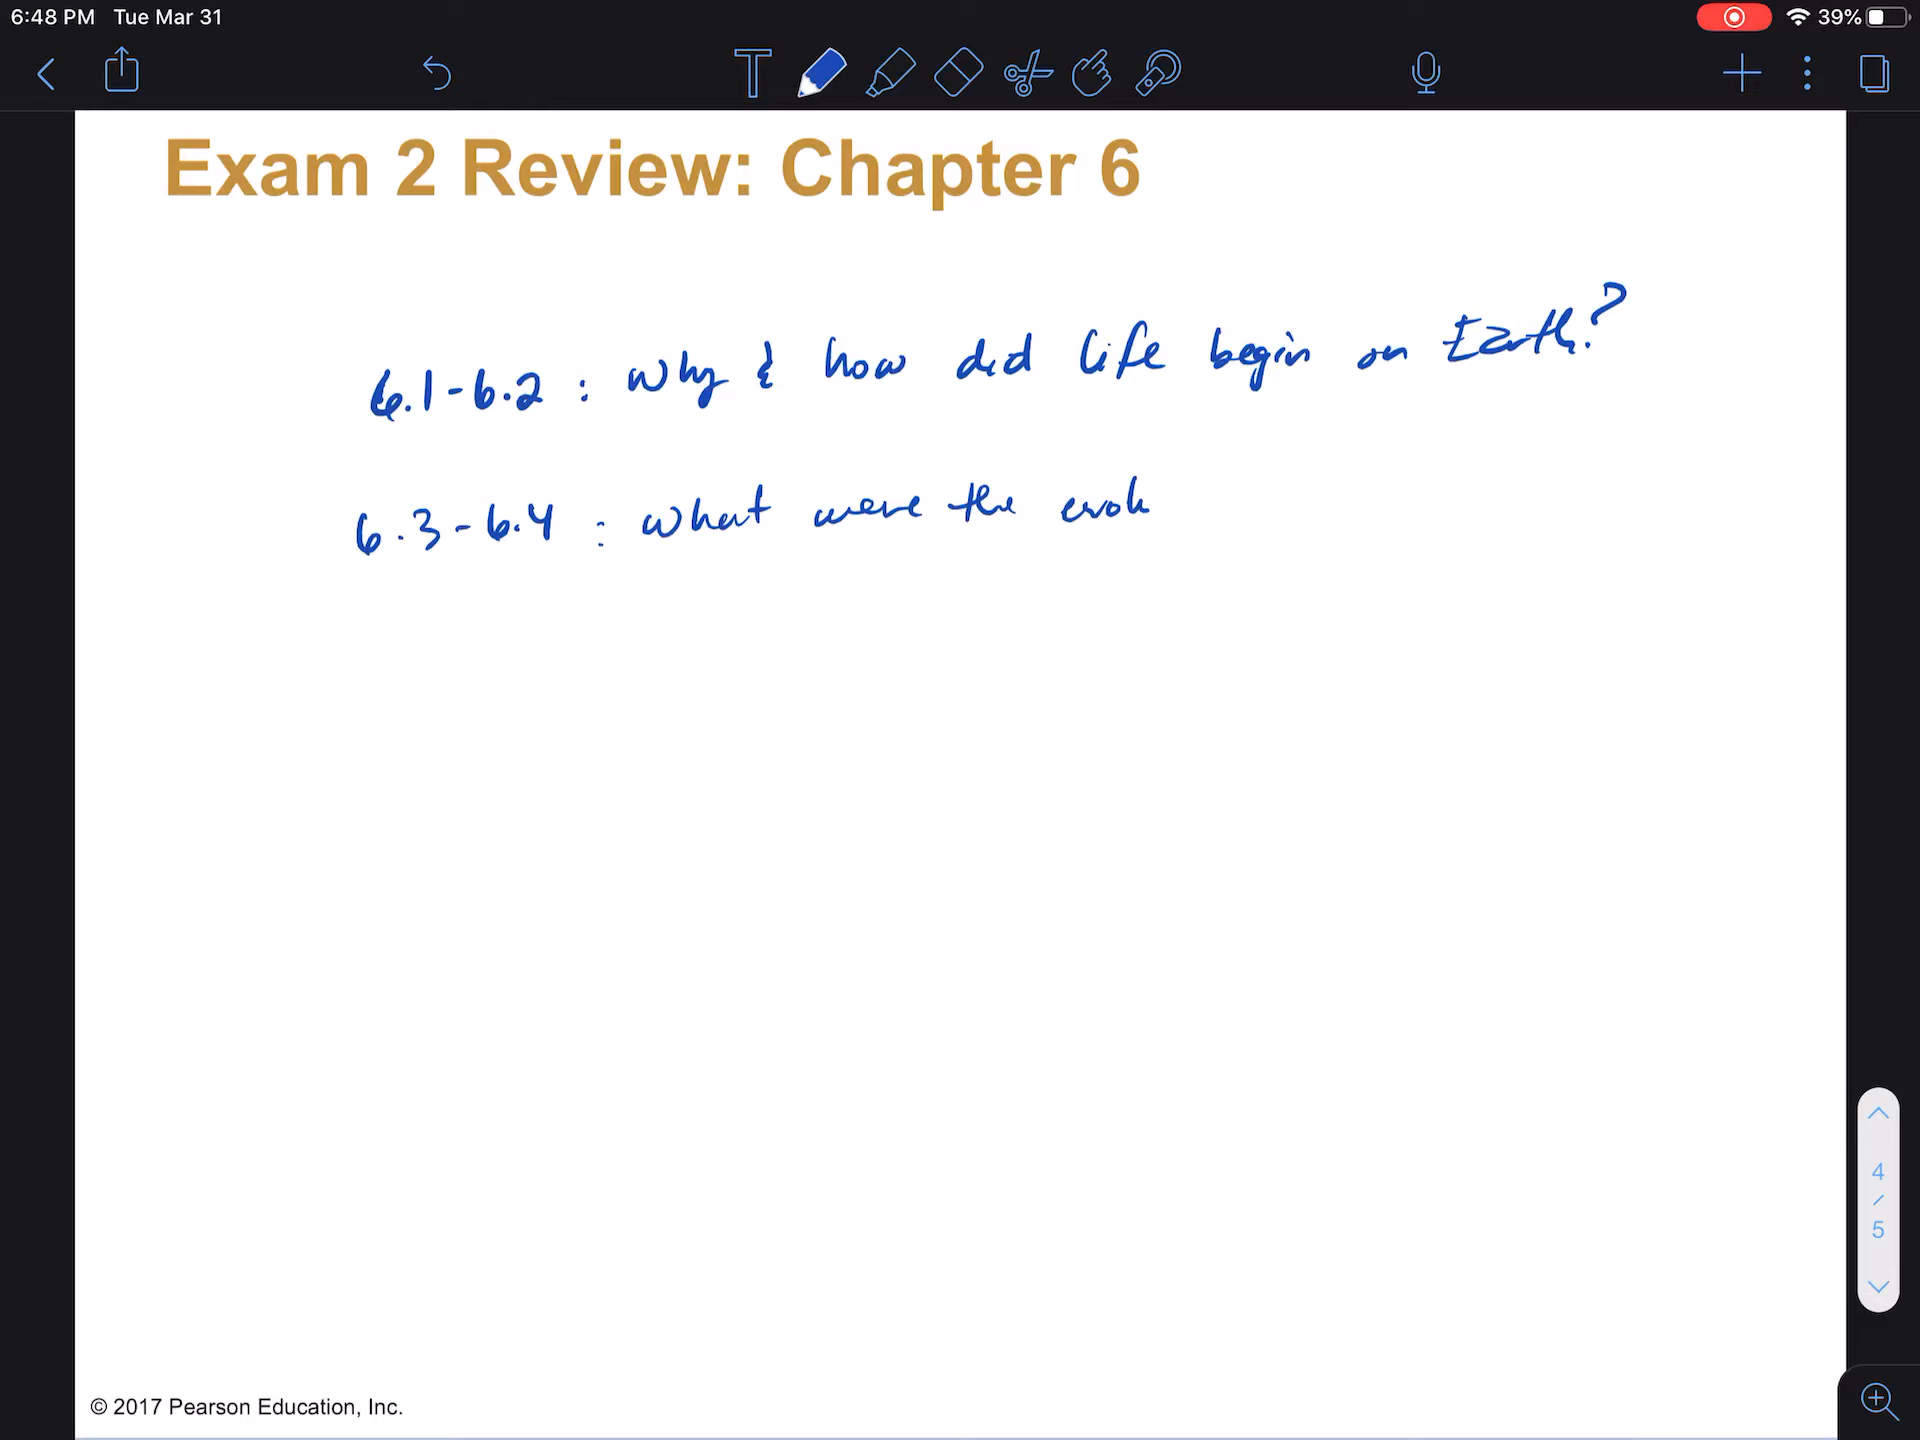 6:48 PM Tue Mar 31 39%
T
Exam 2 Review: Chapter 6
6.1-6.2 : Why & how did life begin on Earth?
6.3-6.4 : What were the evol
4
/
5
© 2017 Pearson Education, Inc.